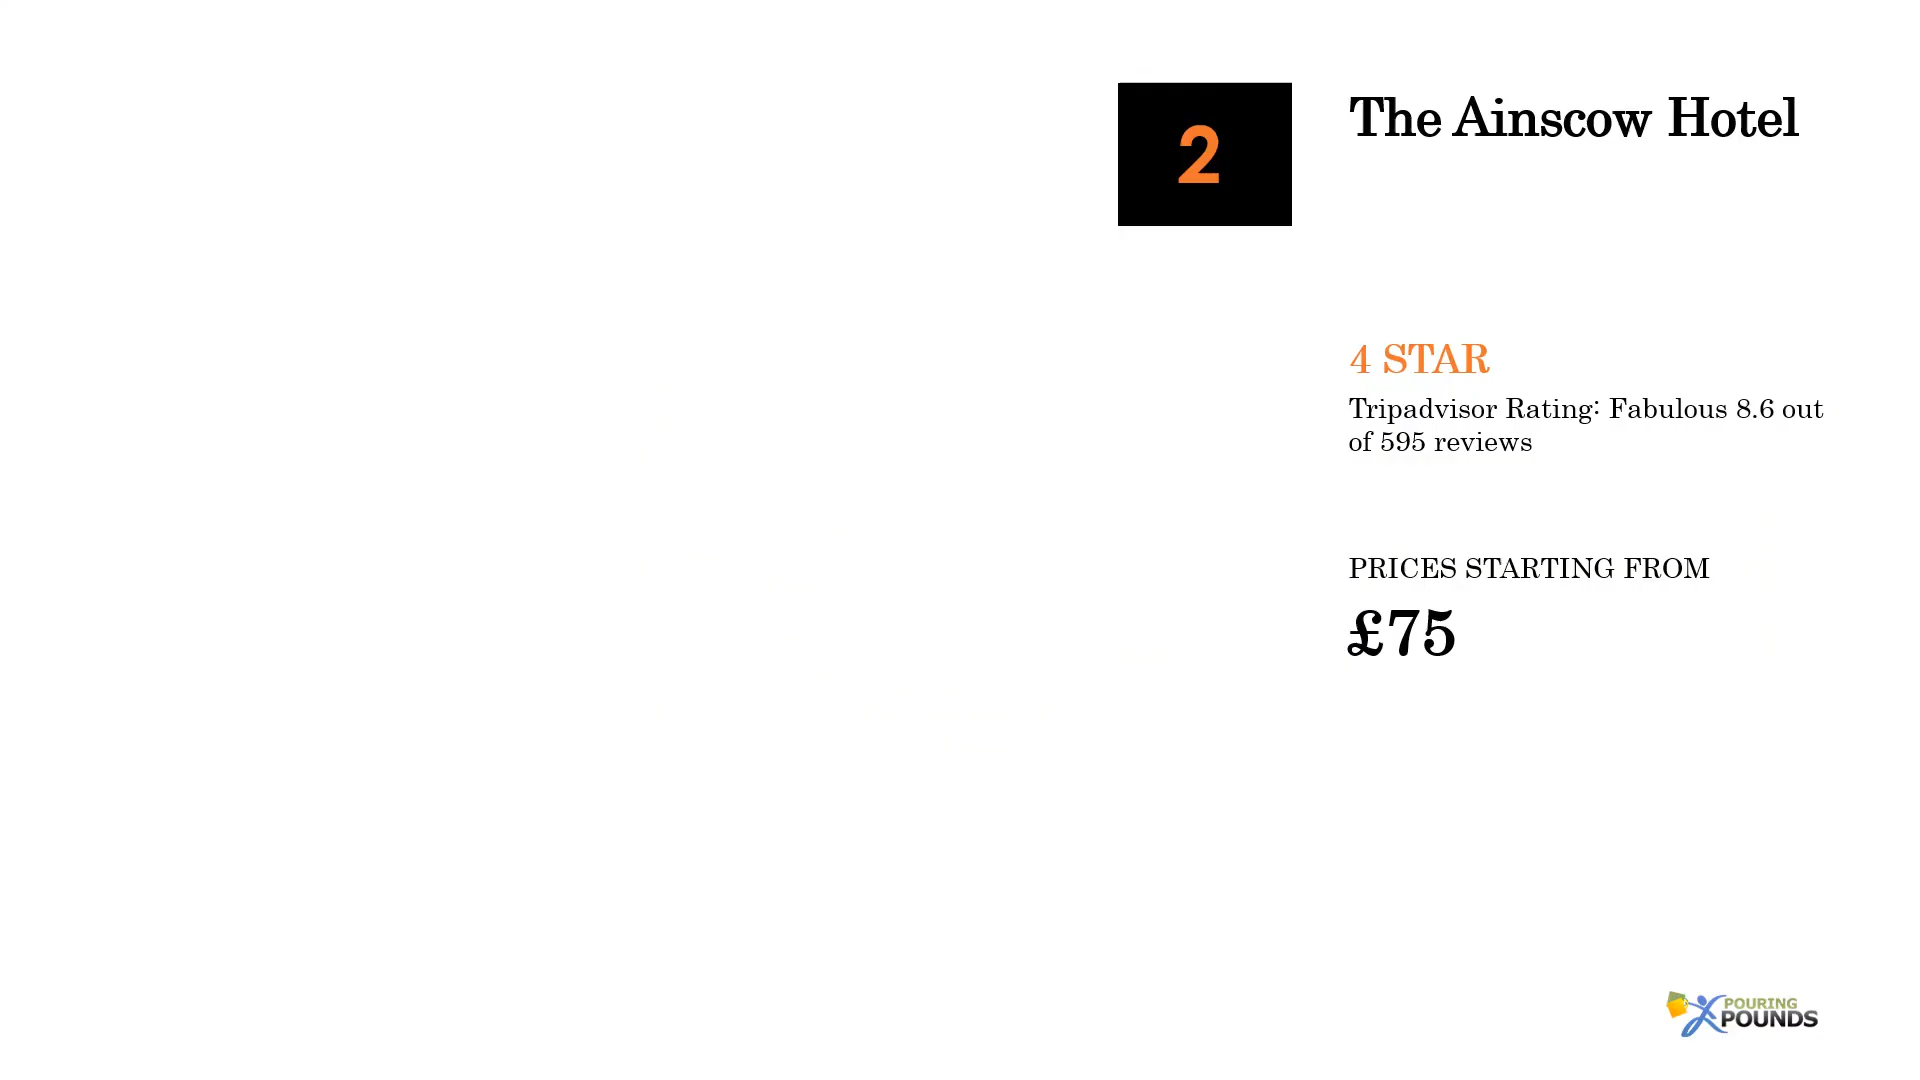 2
The Ainscow Hotel
4 STAR
Tripadvisor Rating: Fabulous 8.6 out
of 595 reviews
PRICES STARTING FROM
£75
POURING
POUNDS